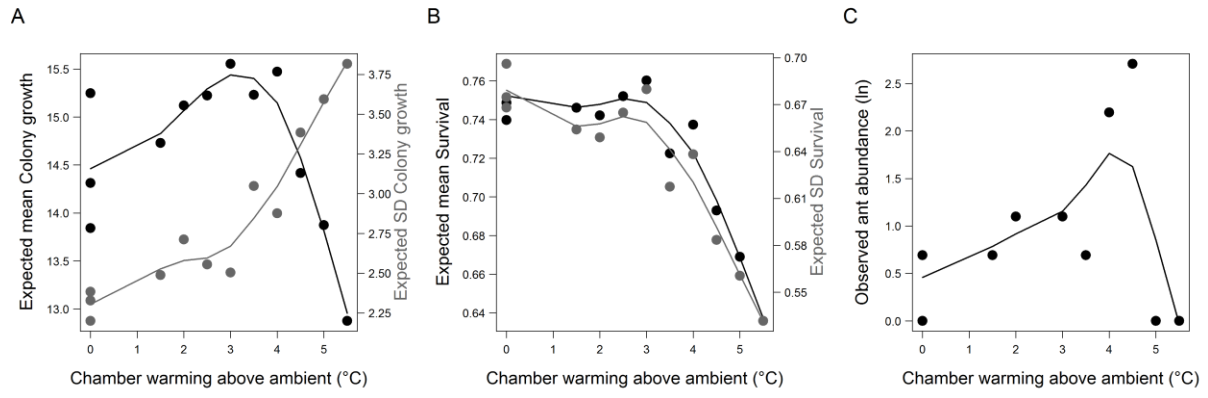 A
B
C
Expected mean Colony growth
15.5
15.0
14.5
14.0
13.5
13.0
3.75
3.50
3.25
3.00
2.75
2.50
2.25
Expected SD Colony growth
0 1 2 3 4 5
Chamber warming above ambient (°C)
Expected mean Survival
0.76
0.74
0.72
0.70
0.68
0.66
0.64
0.70
0.67
0.64
0.61
0.58
0.55
Expected SD Survival
0 1 2 3 4 5
Chamber warming above ambient (°C)
Observed ant abundance (ln)
2.5
2.0
1.5
1.0
0.5
0.0
0 1 2 3 4 5
Chamber warming above ambient (°C)